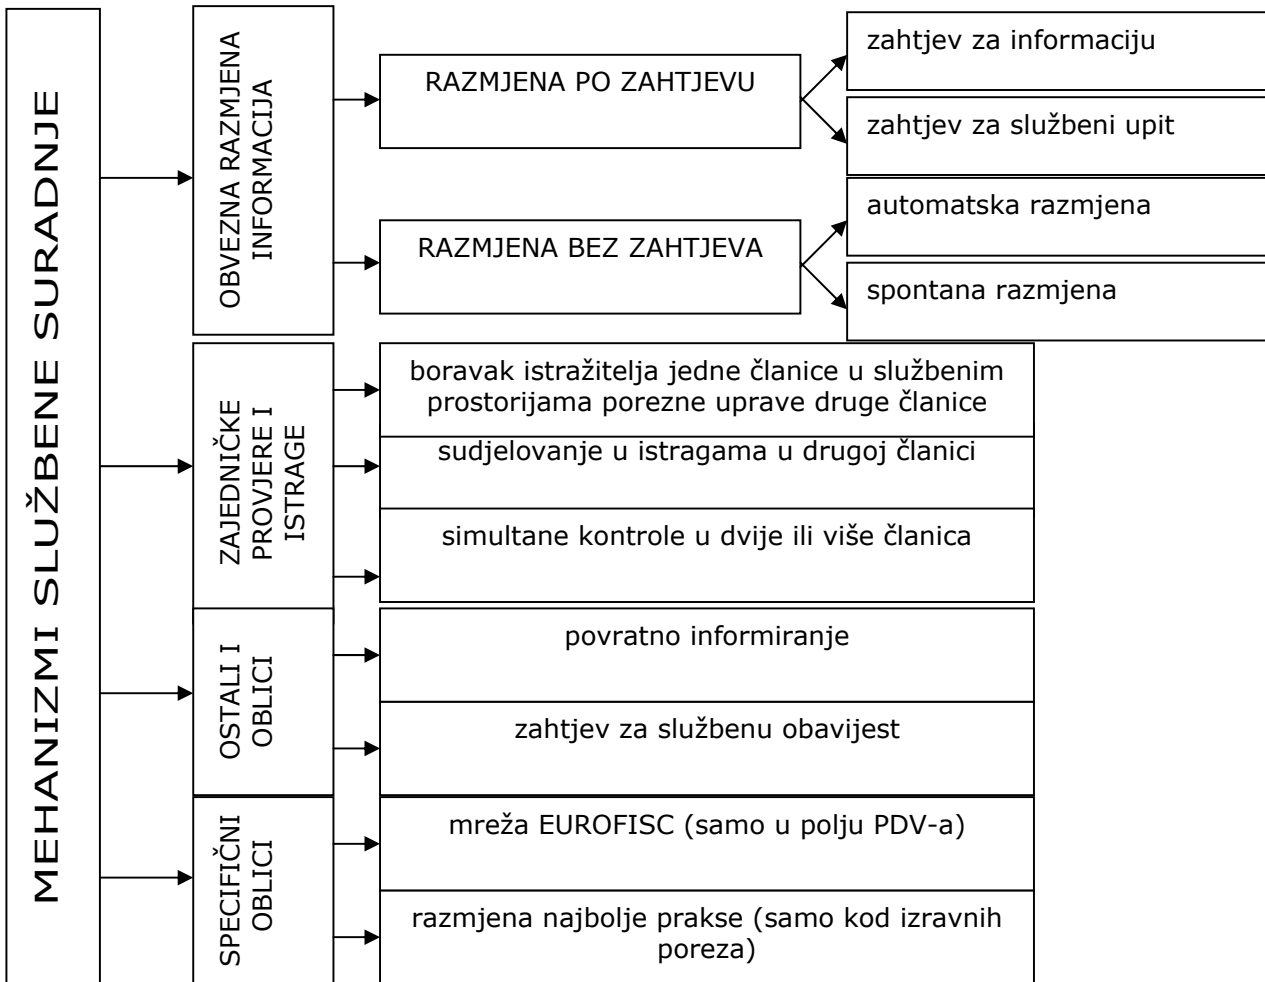 MEHANIZMI SLUŽBENE SURADNJE
OBVEZNA RAZMJENA
INFORMACIJA
RAZMJENA PO ZAHTJEVU
zahtjev za informaciju
zahtjev za službeni upit
RAZMJENA BEZ ZAHTJEVA
automatska razmjena
spontana razmjena
ZAJEDNIČKE
PROVJERE I
ISTRAGE
boravak istražitelja jedne članice u službenim
prostorijama porezne uprave druge članice
sudjelovanje u istragama u drugoj članici
simultane kontrole u dvije ili više članica
OSTALI I
OBLICI
povratno informiranje
zahtjev za službenu obavijest
SPECIFIČNI
OBLICI
mreža EUROFISC (samo u polju PDV-a)
razmjena najbolje prakse (samo kod izravnih
poreza)